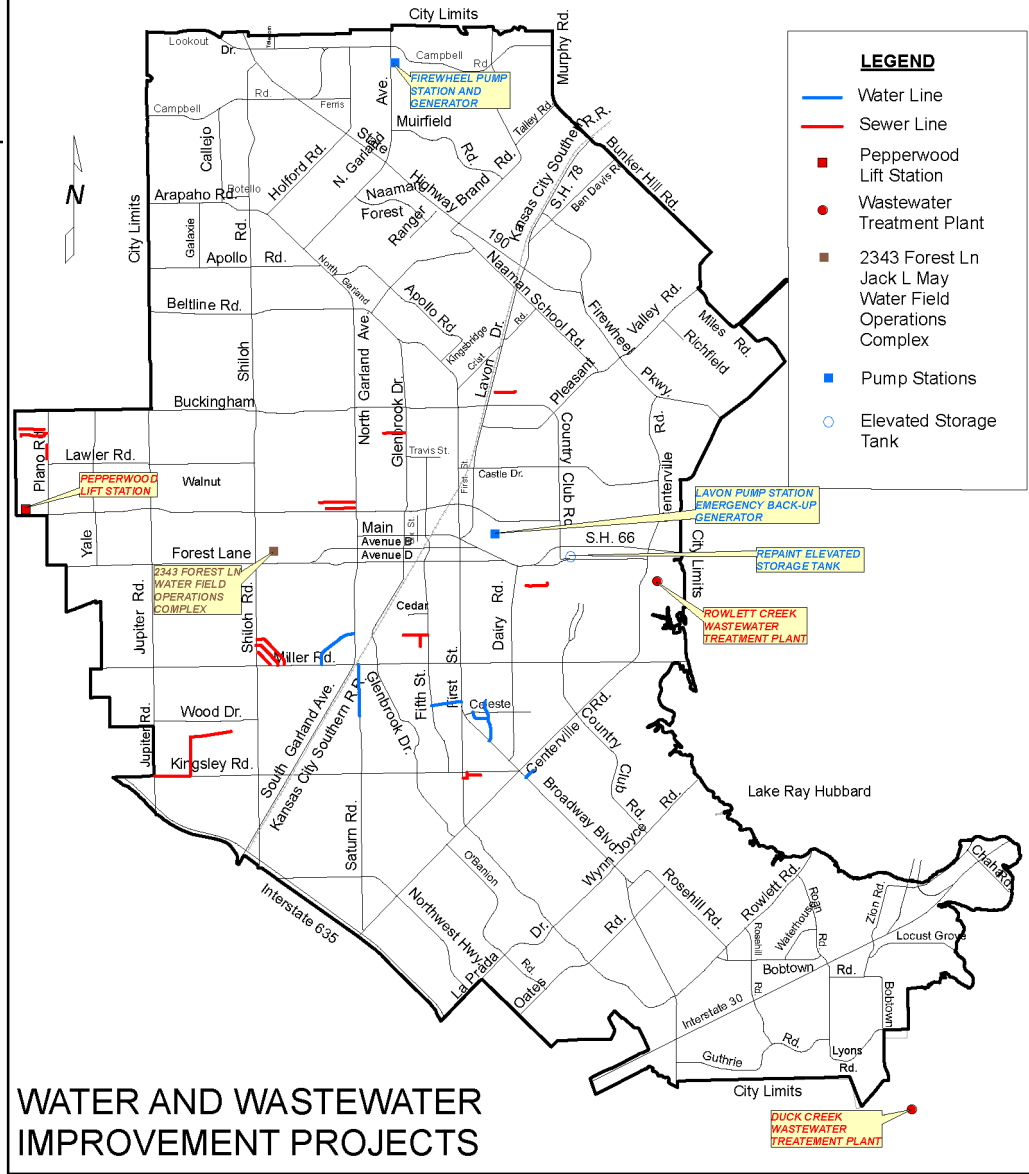 City Limits
Lookout
Dr.
Campbell
Rd.
Murphy Rd.
FIREWHEEL PUMP
STATION AND
GENERATOR
Ave.
Rd.
Ferris
Campbell
Callejo
Muirfield
Rd.
Talley Rd.
State
Highway
190
Holford Rd.
N. Garland
Brand
Rd.
Kansas City Southern R.R.
S.H. 78
Ben Davis R
Bunker Hill Rd.
N
Arapaho Rd.
Botello
Rd.
Naaman
Forest
Ranger
City Limits
Galaxie
Apollo
Rd.
North
Garland
Naaman School Rd.
Firewheel
Pkwy.
Beltline Rd.
Apollo Rd.
Kingsbridge
Crist
Rd.
Lavon
Dr.
Valley Rd.
Pleasant
Miles
Rd.
Richfield
Shiloh
North Garland Ave.
Glenbrook Dr.
Buckingham
Plano Rd.
Lawler Rd.
Walnut
Travis St.
First St.
Castle Dr.
Country
Club Rd.
Rd.
Centerville
PEPPERWOOD
LIFT STATION
LAVON PUMP STATION
EMERGENCY BACK-UP
GENERATOR
Yale
Main
Avenue B
Avenue D
S.H. 66
Forest Lane
REPAINT ELEVATED
STORAGE TANK
City Limits
2343 FOREST LN
WATER FIELD
OPERATIONS
COMPLEX
ROWLETT CREEK
WASTEWATER
TREATMENT PLANT
Jupiter Rd.
Shiloh Rd.
Cedar
Dairy
Rd.
Miller Rd.
Fifth St.
First
St.
Glenbrook Dr.
South Garland Ave.
Kansas City Southern R.R.
Jupiter Rd.
Wood Dr.
Celeste
Kingsley Rd.
Centerville
Rd.
Country
Club
Rd.
Broadway Blvd.
Lake Ray Hubbard
Saturn Rd.
Wynn Joyce
Rd.
O'Banion
Rd.
Interstate 635
Northwest Hwy.
La Prada
Dr.
Oates
Rd.
Rosehill Rd.
Rowlett Rd.
Roan
Rd.
Waterhouse
Rosehill
Rd.
Zion Rd.
Chaha
Rd.
Locust Grove
Bobtown
Rd.
Bobtown
Interstate 30
Guthrie
Rd.
Lyons
Rd.
City Limits
DUCK CREEK
WASTEWATER
TREATEMENT PLANT
LEGEND
Water Line
Sewer Line
Pepperwood
Lift Station
Wastewater
Treatment Plant
2343 Forest Ln
Jack L May
Water Field
Operations
Complex
Pump Stations
Elevated Storage
Tank
WATER AND WASTEWATER
IMPROVEMENT PROJECTS